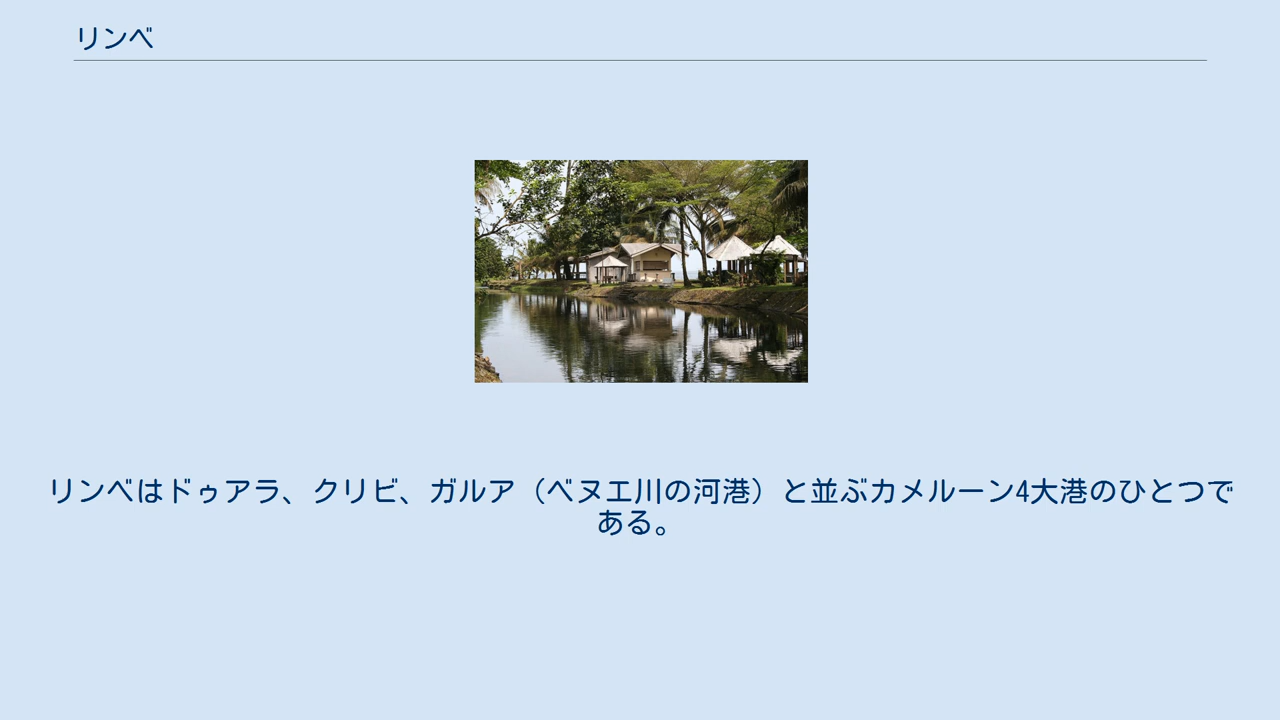 リンベ
リンベはドゥアラ、クリビ、ガルア（ベヌエ川の河港）と並ぶカメルーン4大港のひとつで
ある。